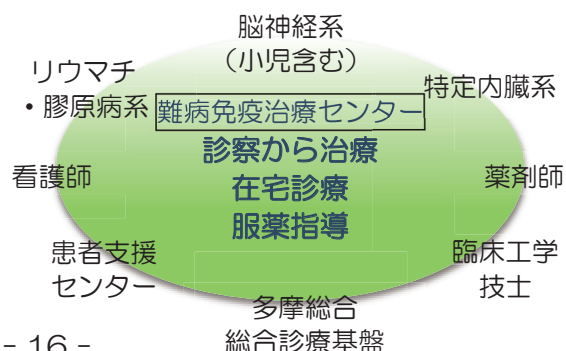 脳神経系
（小児含む）
リウマチ
・膠原病系
特定内臓系
難病免疫治療センター
診察から治療
在宅診療
服薬指導
看護師
薬剤師
患者支援
センター
臨床工学
技士
多摩総合
総合診療基盤
- 16 -